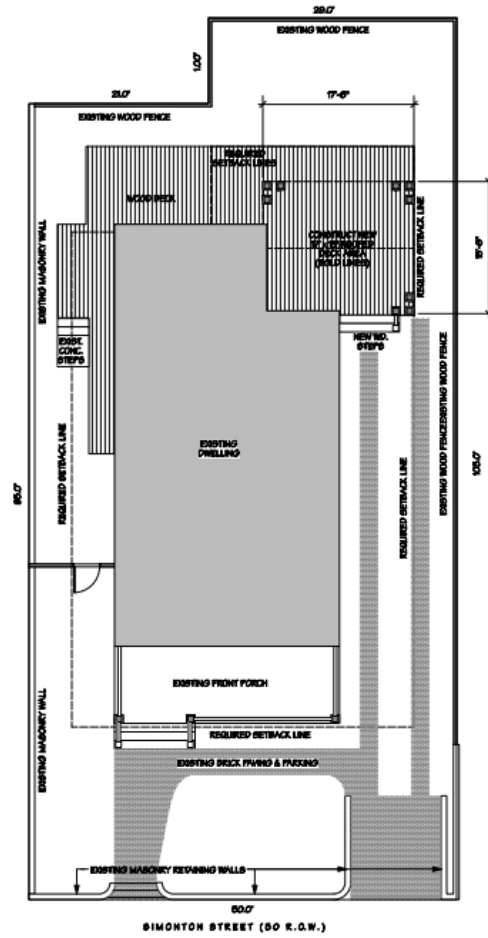 29.0'
EXISTING WOOD FENCE
1.00'
21.0'
EXISTING WOOD FENCE
17'-6"
REQUIRED
SETBACK LINES
WOOD DECK
EXISTING MASONRY WALL
REQUIRED SETBACK LINE
CONSTRUCT NEW
DECK AREA
(BOLD LINES)
15'-6"
EXIST.
CONC.
STEPS
NEW WD.
STEPS
EXISTING WOOD FENCE
EXISTING WOOD FENCE
EXISTING
DWELLING
REQUIRED SETBACK LINE
REQUIRED SETBACK LINE
95.0'
105.0'
EXISTING FRONT PORCH
EXISTING MASONRY WALL
REQUIRED SETBACK LINE
EXISTING BRICK PAVING & PARKING
EXISTING MASONRY RETAINING WALLS
50.0'
SIMONTON STREET (50 R.O.W.)